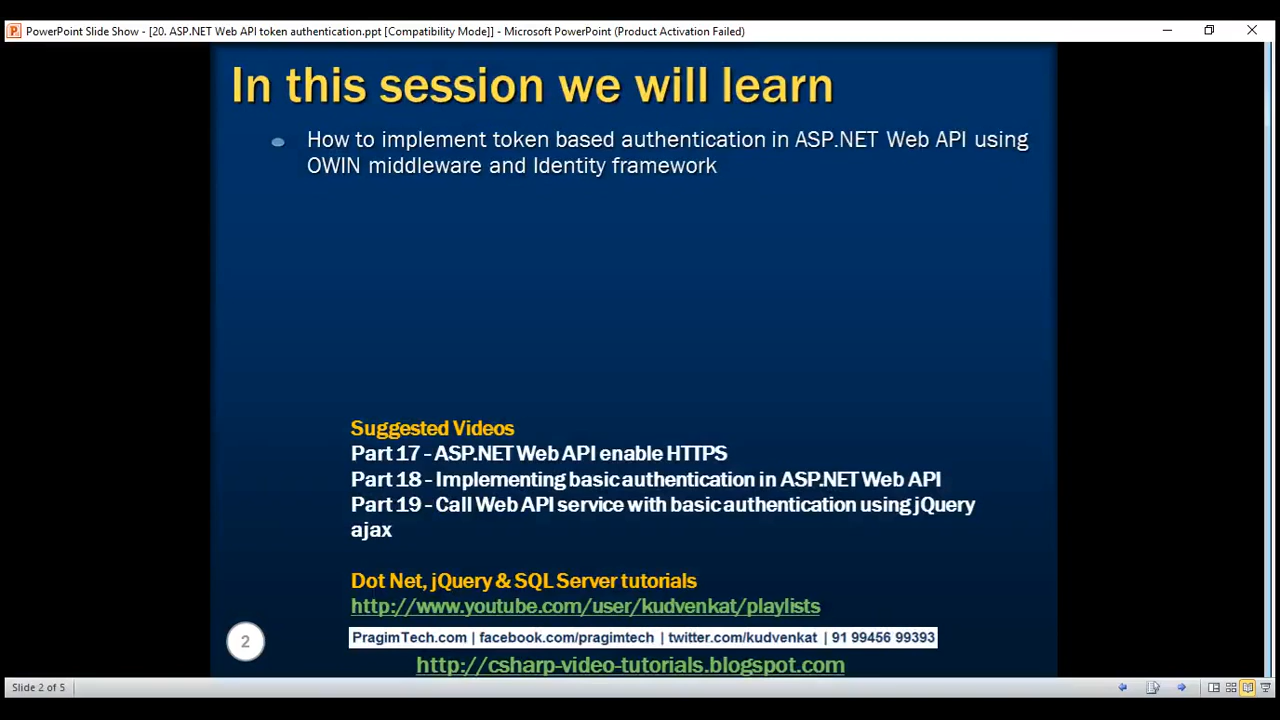 PowerPoint Slide Show - [20. ASP.NET Web API token authentication.ppt [Compatibility Mode]] - Microsoft PowerPoint (Product Activation Failed)
In this session we will learn
How to implement token based authentication in ASP.NET Web API using
OWIN middleware and Identity framework
Suggested Videos
Part 17 - ASP.NET Web API enable HTTPS
Part 18 - Implementing basic authentication in ASP.NET Web API
Part 19 - Call Web API service with basic authentication using jQuery
ajax
Dot Net, jQuery & SQL Server tutorials
http://www.youtube.com/user/kudvenkat/playlists
2
PragimTech.com | facebook.com/pragimtech | twitter.com/kudvenkat | 91 99456 99393
http://csharp-video-tutorials.blogspot.com
Slide 2 of 5